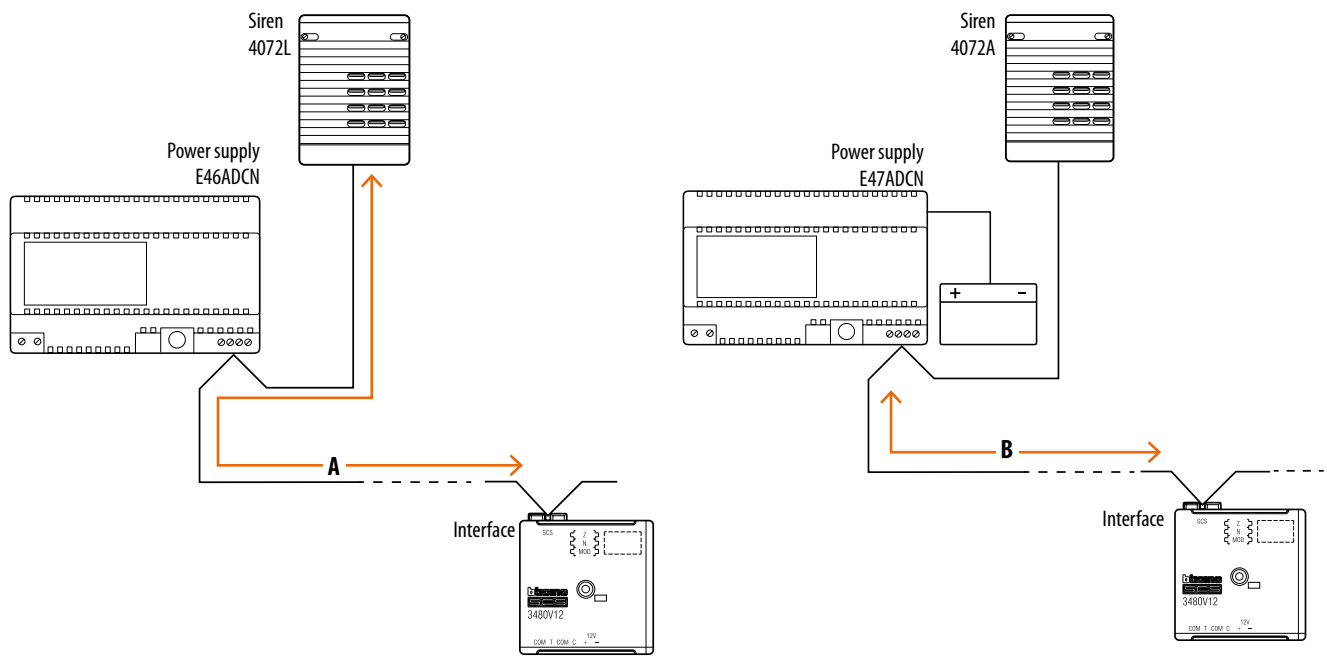 Siren
4072L
Power supply
E46ADCN
A
Interface
SCS
Z
N
MOD
bticino
SCS
3480V12
12V
COM T COM C + −
Siren
4072A
Power supply
E47ADCN
+ −
B
Interface
SCS
Z
N
MOD
bticino
SCS
3480V12
12V
COM T COM C + −